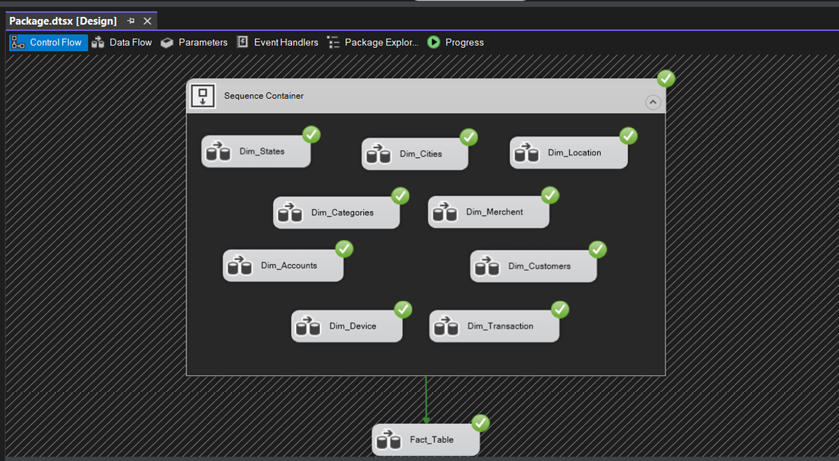 Package.dtsx [Design]
Control Flow Data Flow Parameters Event Handlers Package Explor... Progress
Sequence Container
Dim_States Dim_Cities Dim_Location
Dim_Categories Dim_Merchent
Dim_Accounts Dim_Customers
Dim_Device Dim_Transaction
Fact_Table